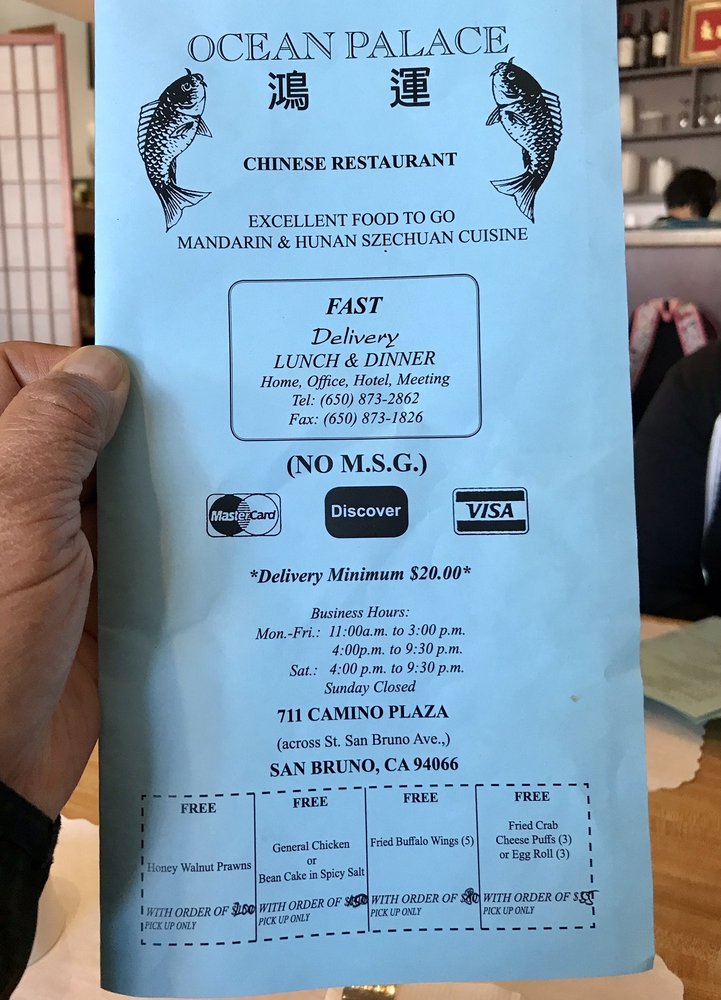 OCEAN PALACE
鴻 運
CHINESE RESTAURANT
EXCELLENT FOOD TO GO
MANDARIN & HUNAN SZECHUAN CUISINE
FAST
Delivery
LUNCH & DINNER
Home, Office, Hotel, Meeting
Tel: (650) 873-2862
Fax: (650) 873-1826
(NO M.S.G.)
MasterCard Discover VISA
*Delivery Minimum $20.00*
Business Hours:
Mon.-Fri.: 11:00a.m. to 3:00 p.m.
4:00p.m. to 9:30 p.m.
Sat.: 4:00 p.m. to 9:30 p.m.
Sunday Closed
711 CAMINO PLAZA
(across St. San Bruno Ave.,)
SAN BRUNO, CA 94066
FREE
Honey Walnut Prawns
WITH ORDER OF
PICK UP ONLY
FREE
General Chicken
or
Bean Cake in Spicy Salt
WITH ORDER OF
PICK UP ONLY
FREE
Fried Buffalo Wings (5)
WITH ORDER OF
PICK UP ONLY
FREE
Fried Crab
Cheese Puffs (3)
or Egg Roll (3)
WITH ORDER OF
PICK UP ONLY